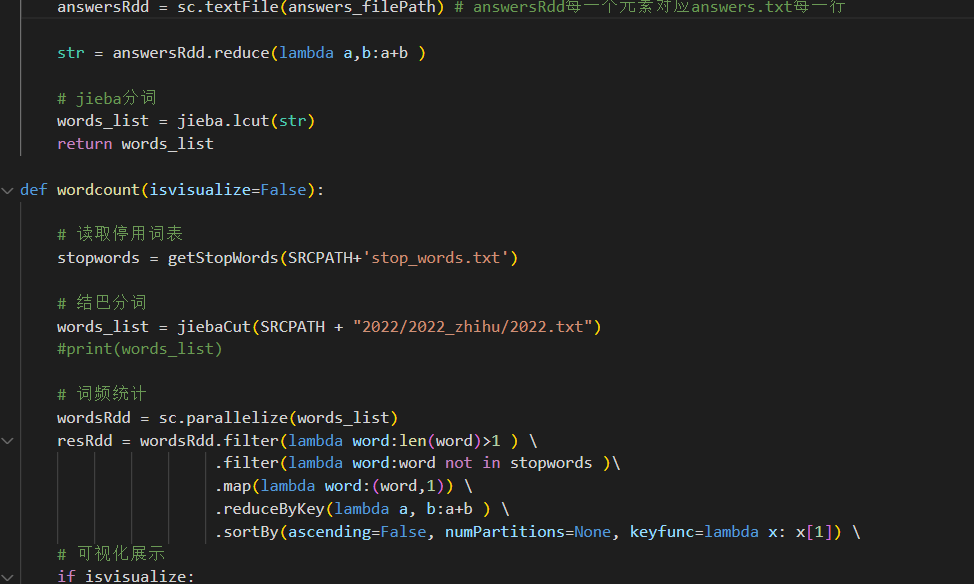 answersRdd = sc.textFile(answers_filePath) # answersRdd每一个元素对应answers.txt每一行
str = answersRdd.reduce(lambda a,b:a+b )
# jieba分词
words_list = jieba.lcut(str)
return words_list
def wordcount(isvisualize=False):
# 读取停用词表
stopwords = getStopWords(SRCPATH+'stop_words.txt')
# 结巴分词
words_list = jiebaCut(SRCPATH + "2022/2022_zhihu/2022.txt")
#print(words_list)
# 词频统计
wordsRdd = sc.parallelize(words_list)
resRdd = wordsRdd.filter(lambda word:len(word)>1 ) \
.filter(lambda word:word not in stopwords )\
.map(lambda word:(word,1)) \
.reduceByKey(lambda a, b:a+b ) \
.sortBy(ascending=False, numPartitions=None, keyfunc=lambda x: x[1]) \
# 可视化展示
if isvisualize: